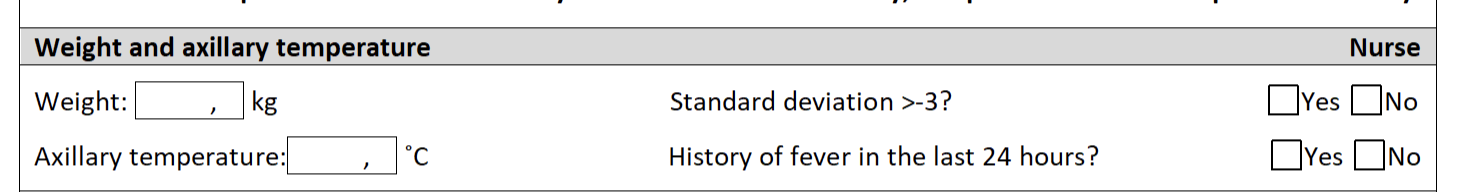 Weight and axillary temperature Nurse
Weight: , kg Standard deviation >-3? Yes No
Axillary temperature: , °C History of fever in the last 24 hours? Yes No